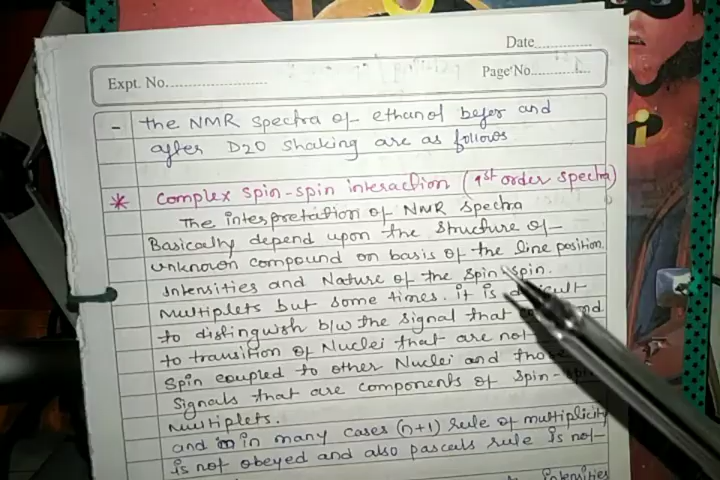 Date..............
Expt. No..............................
Page No..................
- the NMR spectra of ethanol befer and
after D2O shaking are as follows
* complex spin-spin interaction (1st order spectra)
The interpretation of NMR spectra
Basically depend upon the structure of
unknown compound on basis of the line position.
intensities and Nature of the spin spin.
multiplets but some times. it is
to distinguish b/w the signal that
to transition of Nuclei that are not
spin coupled to other Nuclei and
signals that are components of spin-
multiplets.
and in many cases (n+1) rule of multiplicity
is not obeyed and also pascals rule is not
intensities